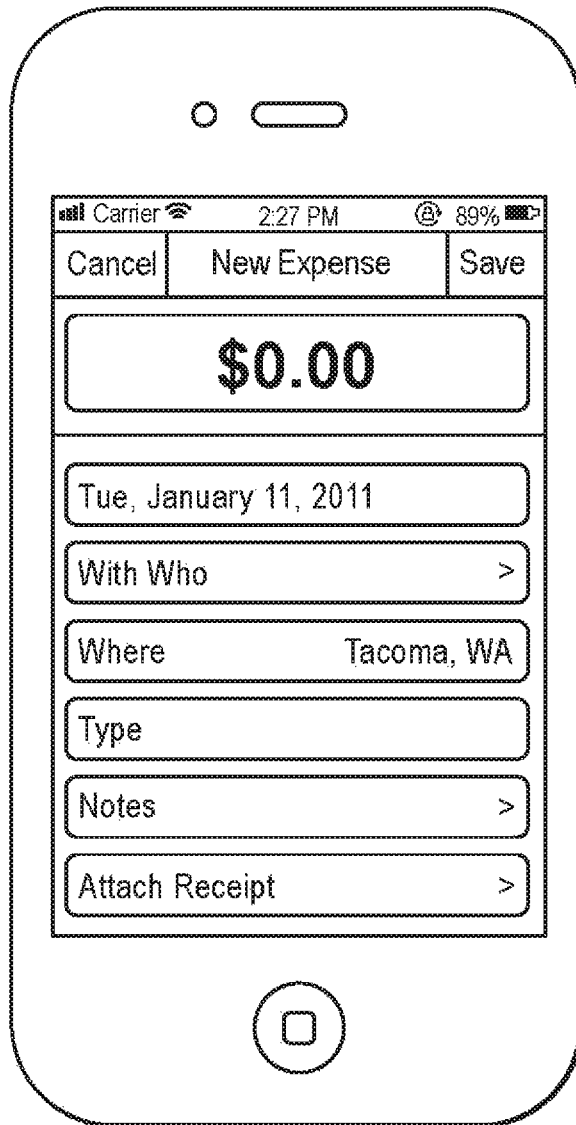 Carrier 2:27 PM 89%
Cancel New Expense Save
$0.00
Tue, January 11, 2011
With Who >
Where Tacoma, WA
Type
Notes >
Attach Receipt >